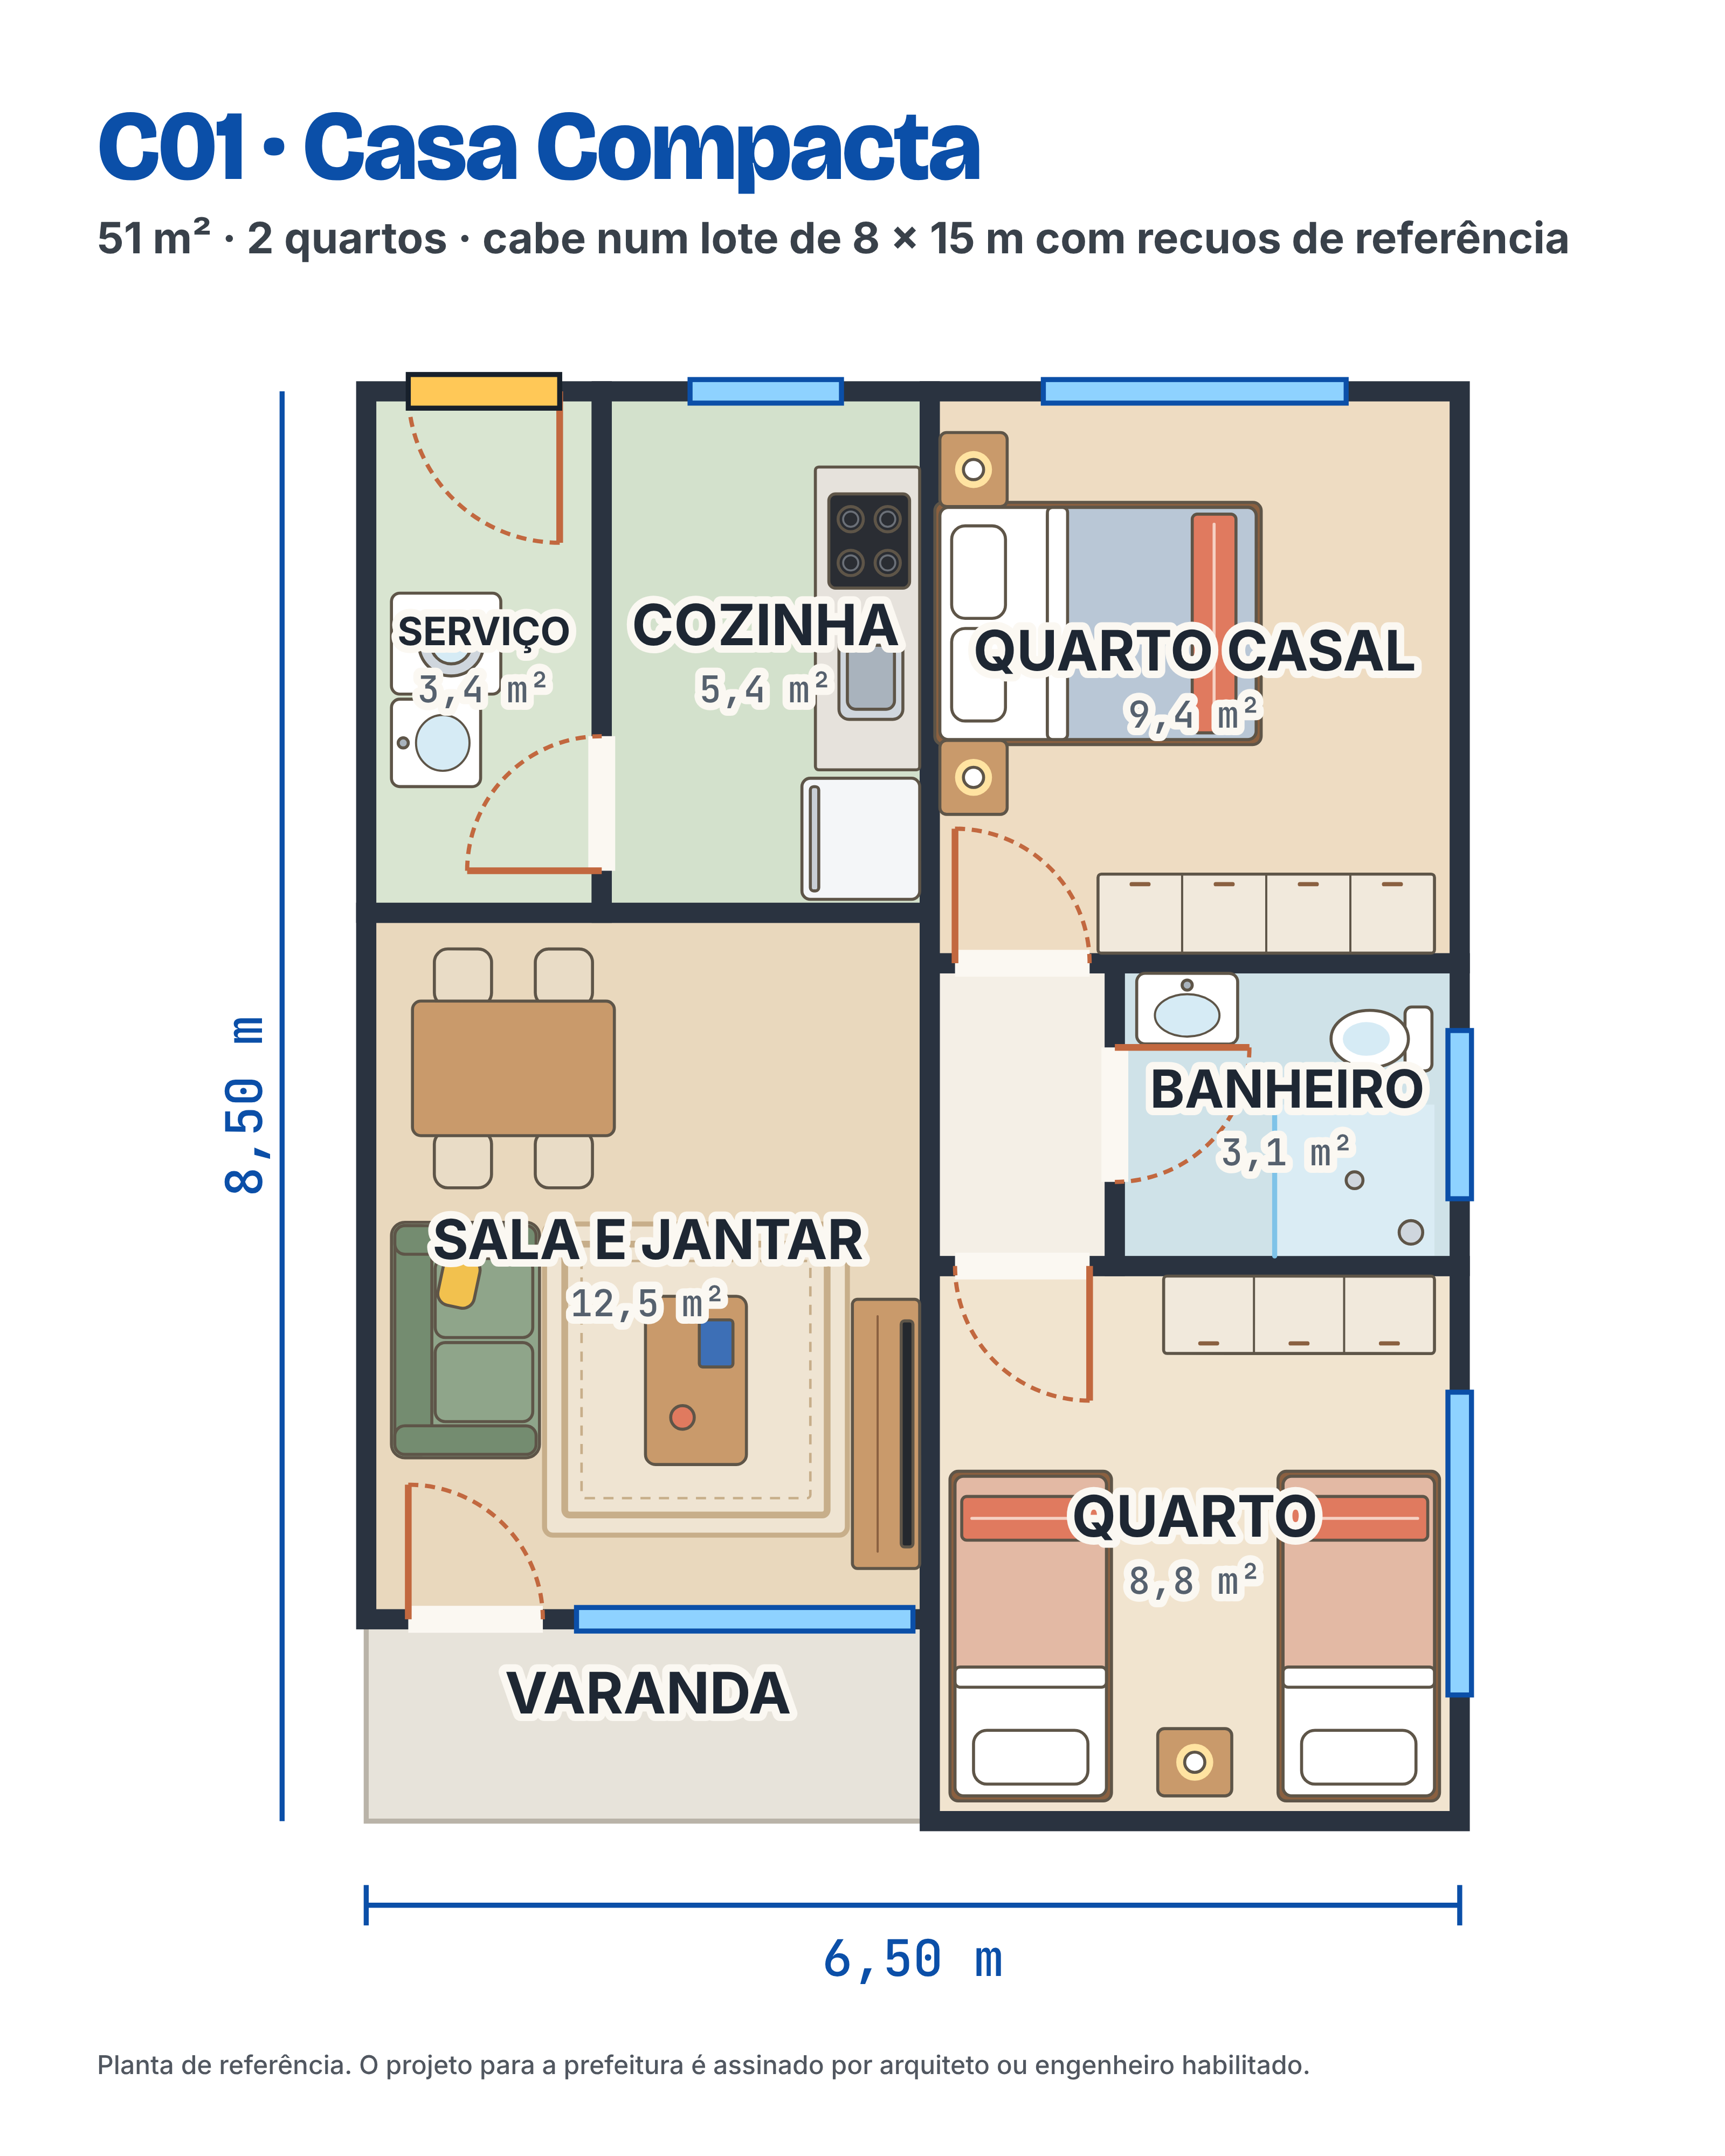 C01 · Casa Compacta
51 m² · 2 quartos · cabe num lote de 8 × 15 m com recuos de referência
SERVIÇO
3,4 m²
COZINHA
5,4 m²
QUARTO CASAL
9,4 m²
BANHEIRO
3,1 m²
8,50 m
SALA E JANTAR
12,5 m²
QUARTO
8,8 m²
VARANDA
6,50 m
Planta de referência. O projeto para a prefeitura é assinado por arquiteto ou engenheiro habilitado.